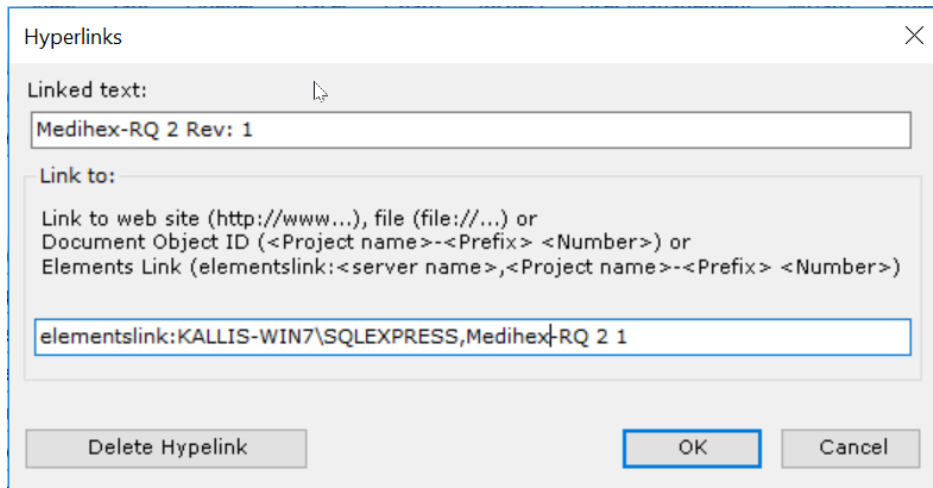 Hyperlinks
Linked text:
Medihex-RQ 2 Rev: 1
Link to:
Link to web site (http://www...), file (file://...) or
Document Object ID (<Project name>-<Prefix> <Number>) or
Elements Link (elementslink:<server name>,<Project name>-<Prefix> <Number>)
elementslink:KALLIS-WIN7\SQLEXPRESS,Medihex-RQ 2 1
Delete Hypelink
OK
Cancel